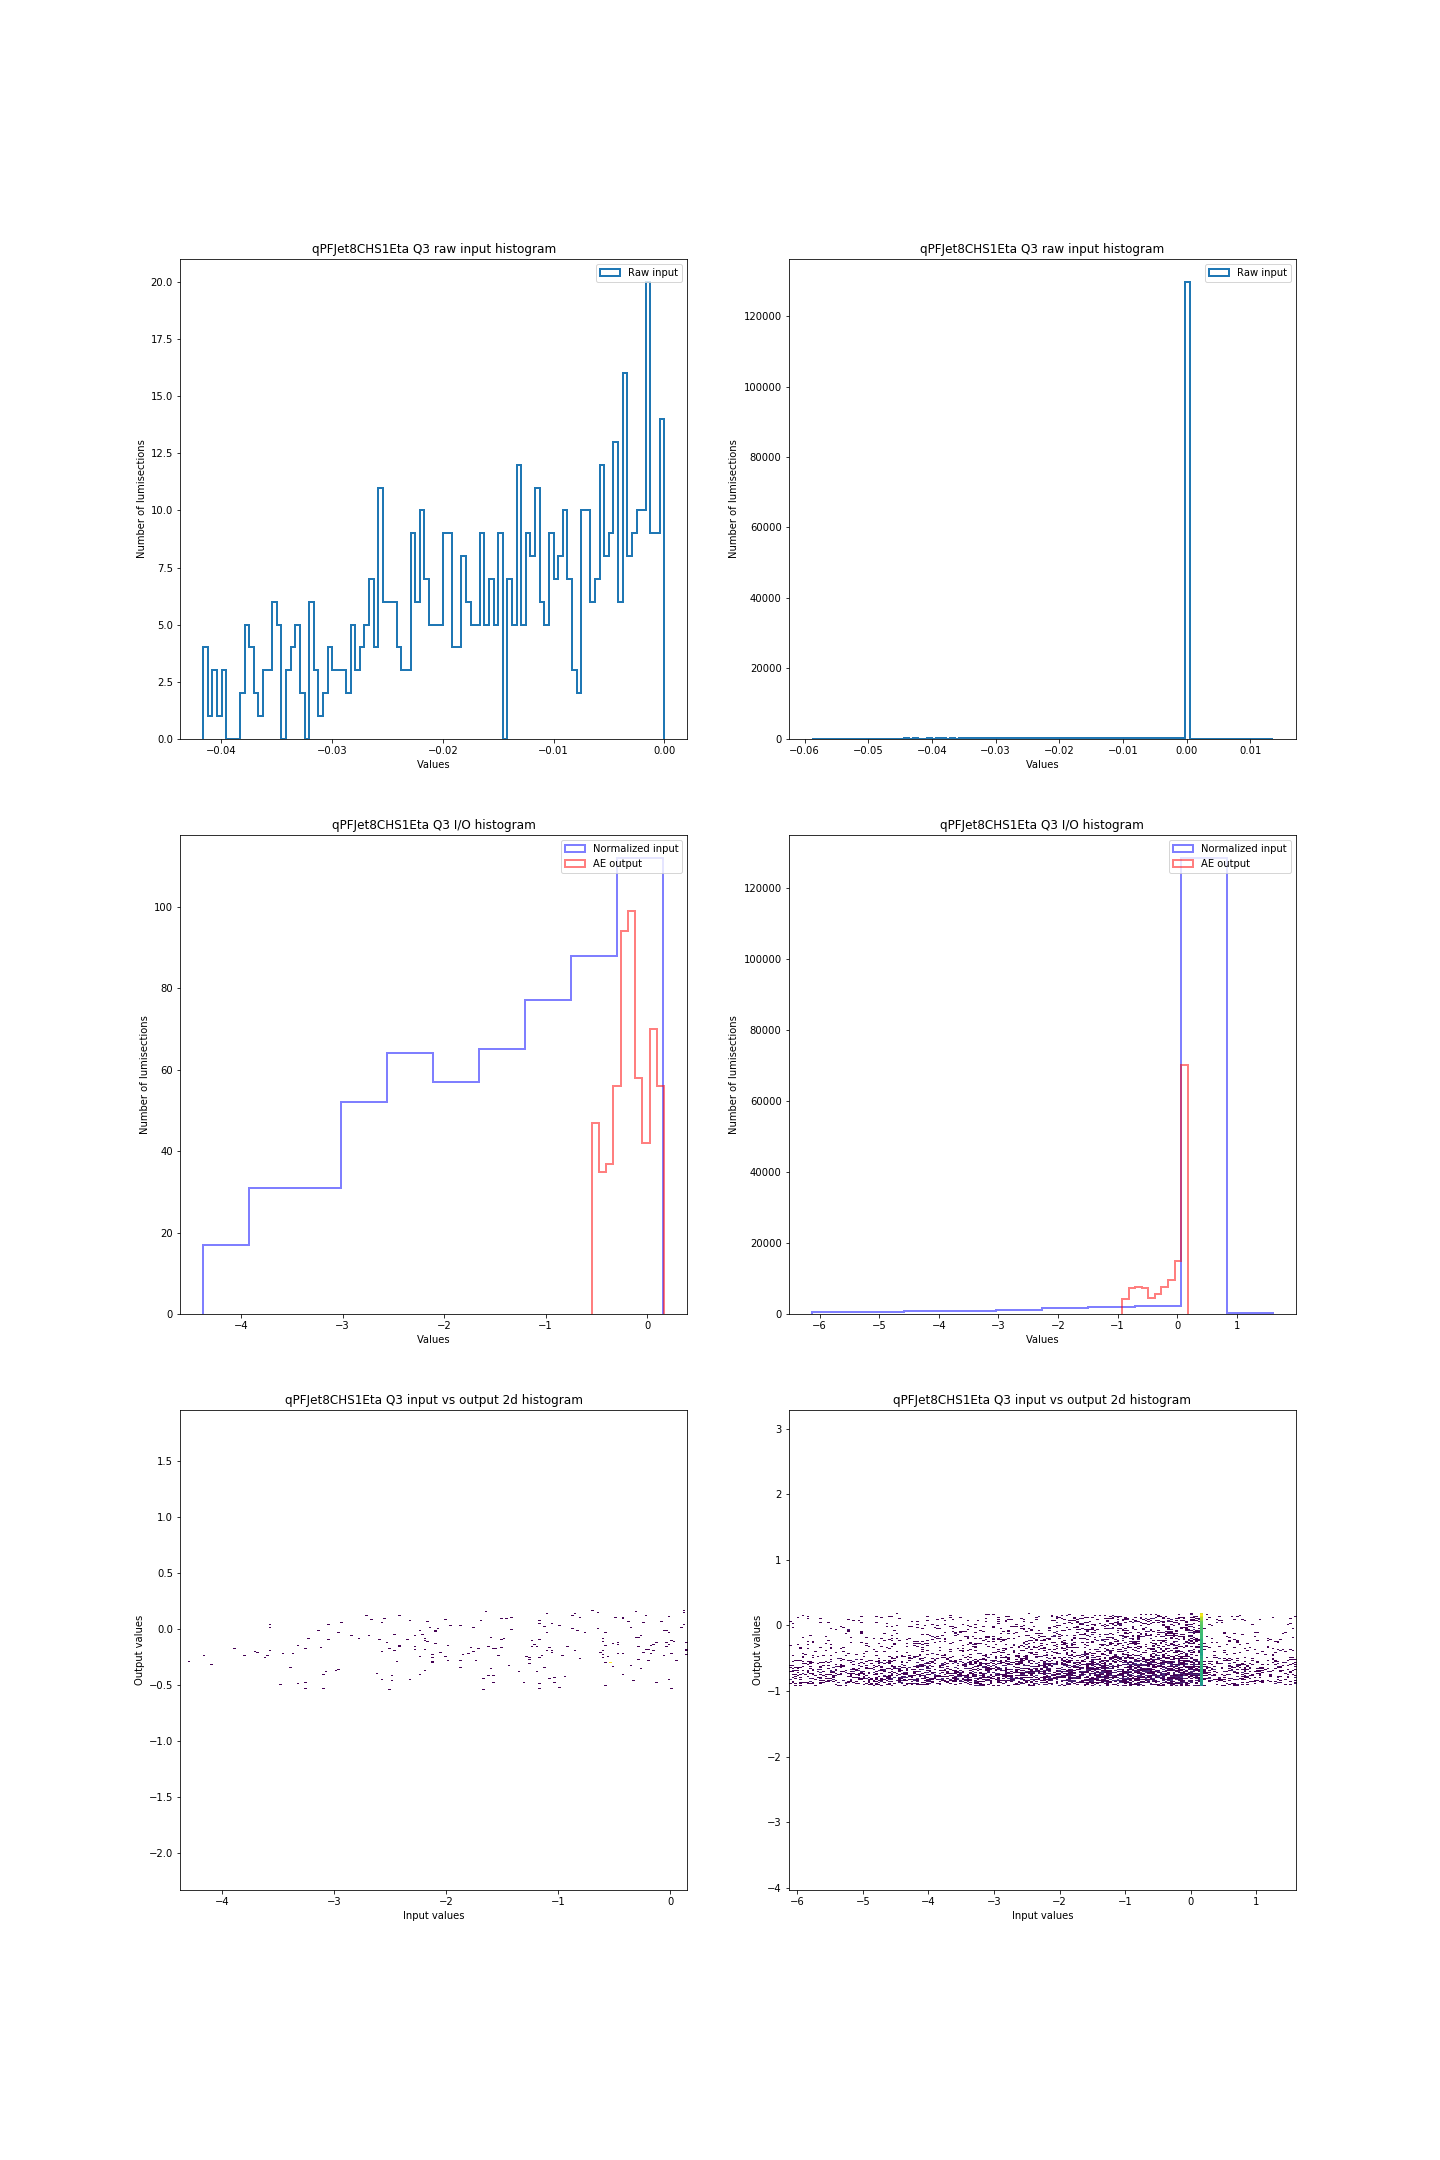 qPFJet8CHS1Eta Q3 raw input histogram
Raw input
20.0
17.5
15.0
12.5
10.0
7.5
5.0
2.5
0.0
Number of lumisections
−0.04 −0.03 −0.02 −0.01 0.00
Values
qPFJet8CHS1Eta Q3 raw input histogram
Raw input
120000
100000
80000
60000
40000
20000
0
Number of lumisections
−0.06 −0.05 −0.04 −0.03 −0.02 −0.01 0.00 0.01
Values
qPFJet8CHS1Eta Q3 I/O histogram
Normalized input
AE output
100
80
60
40
20
0
Number of lumisections
−4 −3 −2 −1 0
Values
qPFJet8CHS1Eta Q3 I/O histogram
Normalized input
AE output
120000
100000
80000
60000
40000
20000
0
Number of lumisections
−6 −5 −4 −3 −2 −1 0 1
Values
qPFJet8CHS1Eta Q3 input vs output 2d histogram
1.5
1.0
0.5
0.0
−0.5
−1.0
−1.5
−2.0
Output values
−4 −3 −2 −1 0
Input values
qPFJet8CHS1Eta Q3 input vs output 2d histogram
3
2
1
0
−1
−2
−3
−4
Output values
−6 −5 −4 −3 −2 −1 0 1
Input values